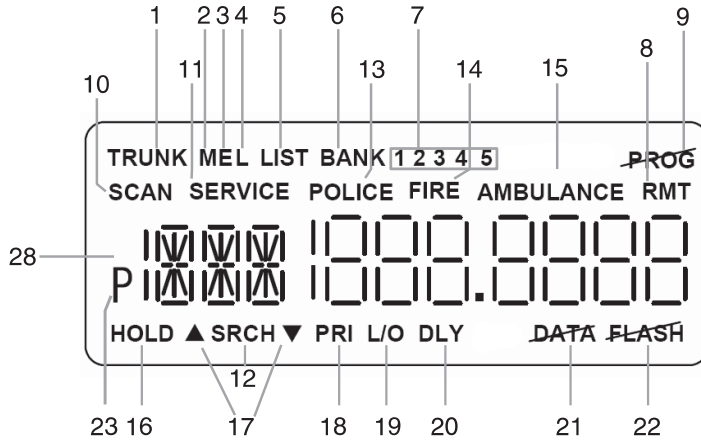 1 2 3 4 5 6 7 9
10 11 13 14 15 8
TRUNK MEL LIST BANK 1 2 3 4 5 PROG
SCAN SERVICE POLICE FIRE AMBULANCE RMT
28
P
HOLD ▲ SRCH ▼ PRI L/O DLY DATA FLASH
12
23 16 17 18 19 20 21 22